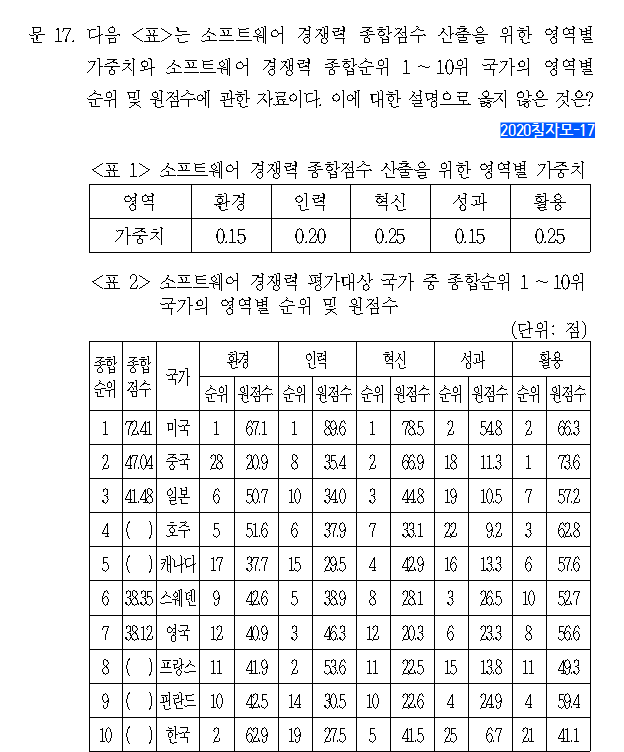 문 17. 다음 <표>는 소프트웨어 경쟁력 종합점수 산출을 위한 영역별
가중치와 소프트웨어 경쟁력 종합순위 1 ~ 10위 국가의 영역별
순위 및 원점수에 관한 자료이다. 이에 대한 설명으로 옳지 않은 것은?
2020침자모-17
<표 1> 소프트웨어 경쟁력 종합점수 산출을 위한 영역별 가중치
영역 환경 인력 혁신 성과 활용
가중치 0.15 0.20 0.25 0.15 0.25
<표 2> 소프트웨어 경쟁력 평가대상 국가 중 종합순위 1 ~ 10위
국가의 영역별 순위 및 원점수
(단위: 점)
종합 종합 국가 환경 인력 혁신 성과 활용
순위 점수 순위 원점수 순위 원점수 순위 원점수 순위 원점수 순위 원점수
1 72.41 미국 1 67.1 1 89.6 1 78.5 2 54.8 2 66.3
2 47.04 중국 28 20.9 8 35.4 2 66.9 18 11.3 1 73.6
3 41.48 일본 6 50.7 10 34.0 3 44.8 19 10.5 7 57.2
4 ( ) 호주 5 51.6 6 37.9 7 33.1 22 9.2 3 62.8
5 ( ) 캐나다 17 37.7 15 29.5 4 42.9 16 13.3 6 57.6
6 38.35 스웨덴 9 42.6 5 38.9 8 28.1 3 26.5 10 52.7
7 38.12 영국 12 40.9 3 46.3 12 20.3 6 23.3 8 56.6
8 ( ) 프랑스 11 41.9 2 53.6 11 22.5 15 13.8 11 49.3
9 ( ) 핀란드 10 42.5 14 30.5 10 22.6 4 24.9 4 59.4
10 ( ) 한국 2 62.9 19 27.5 5 41.5 25 6.7 21 41.1